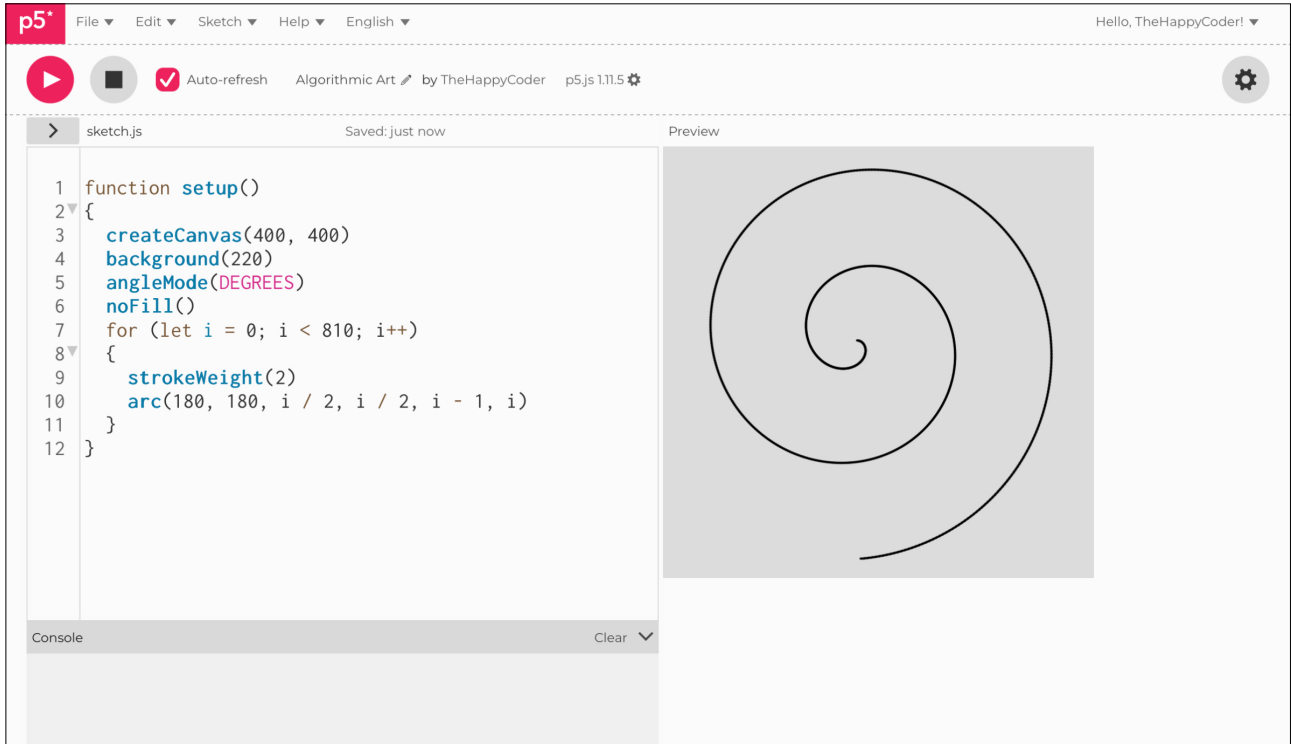 p5* File ▼ Edit ▼ Sketch ▼ Help ▼ English ▼ Hello, TheHappyCoder! ▼
Auto-refresh Algorithmic Art by TheHappyCoder p5.js 1.11.5
> sketch.js Saved: just now Preview
1 function setup()
2 {
3 createCanvas(400, 400)
4 background(220)
5 angleMode(DEGREES)
6 noFill()
7 for (let i = 0; i < 810; i++)
8 {
9 strokeWeight(2)
10 arc(180, 180, i / 2, i / 2, i - 1, i)
11 }
12 }
Console Clear